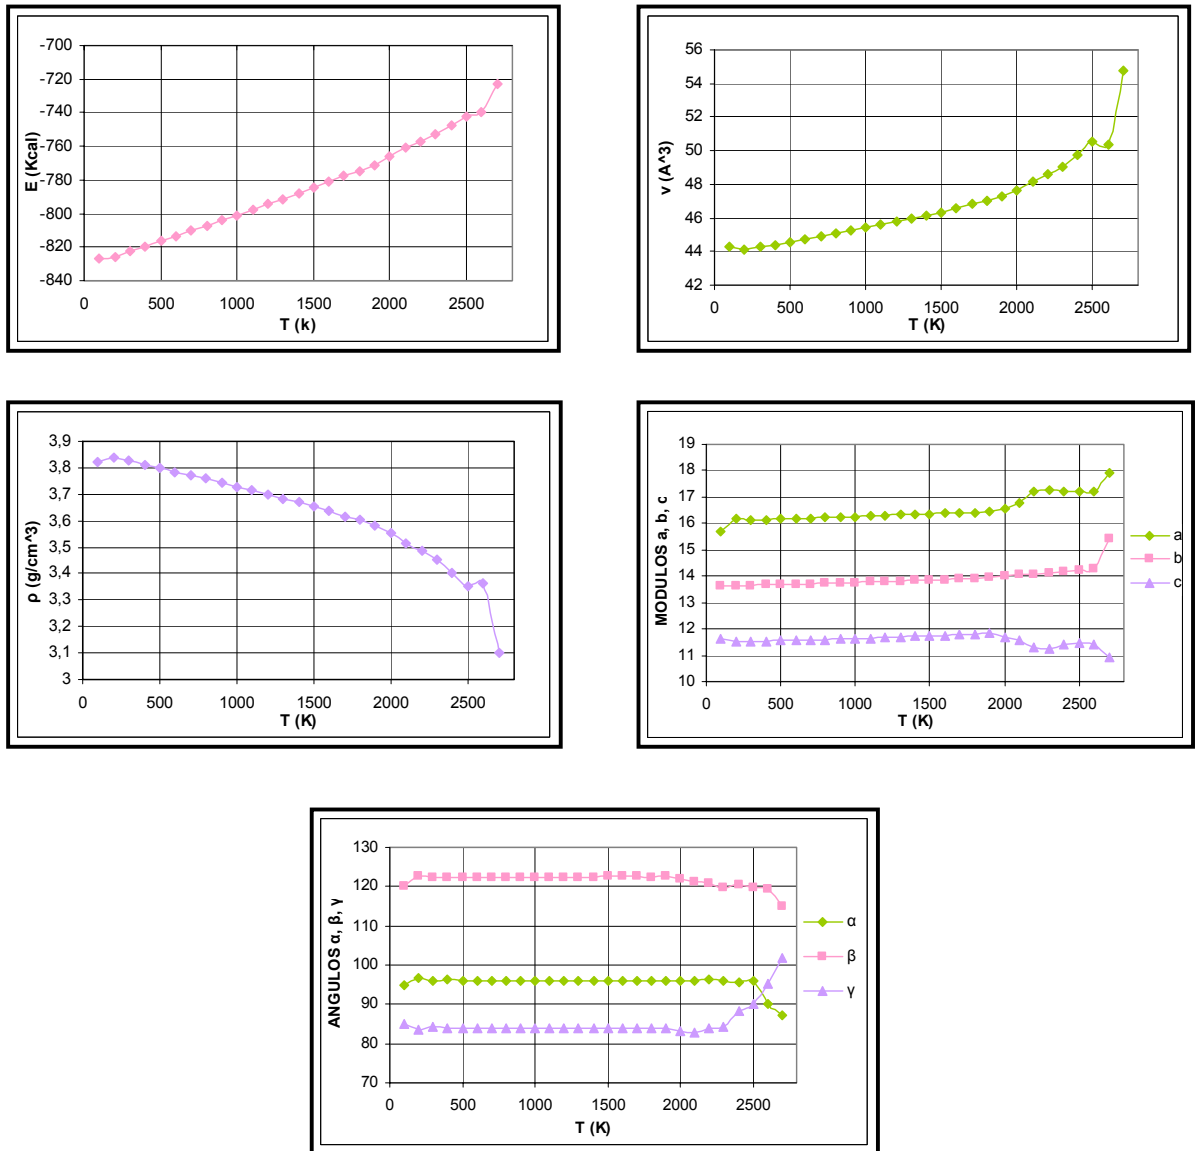 E (Kcal)
-700
-720
-740
-760
-780
-800
-820
-840
0 500 1000 1500 2000 2500
T (k)
v (A^3)
56
54
52
50
48
46
44
42
0 500 1000 1500 2000 2500
T (K)
ρ (g/cm^3)
3,9
3,8
3,7
3,6
3,5
3,4
3,3
3,2
3,1
3
0 500 1000 1500 2000 2500
T (K)
MODULOS a, b, c
19
18
17
16
15
14
13
12
11
10
0 500 1000 1500 2000 2500
T (K)
a
b
c
ANGULOS α, β, γ
130
120
110
100
90
80
70
0 500 1000 1500 2000 2500
T (K)
α
β
γ